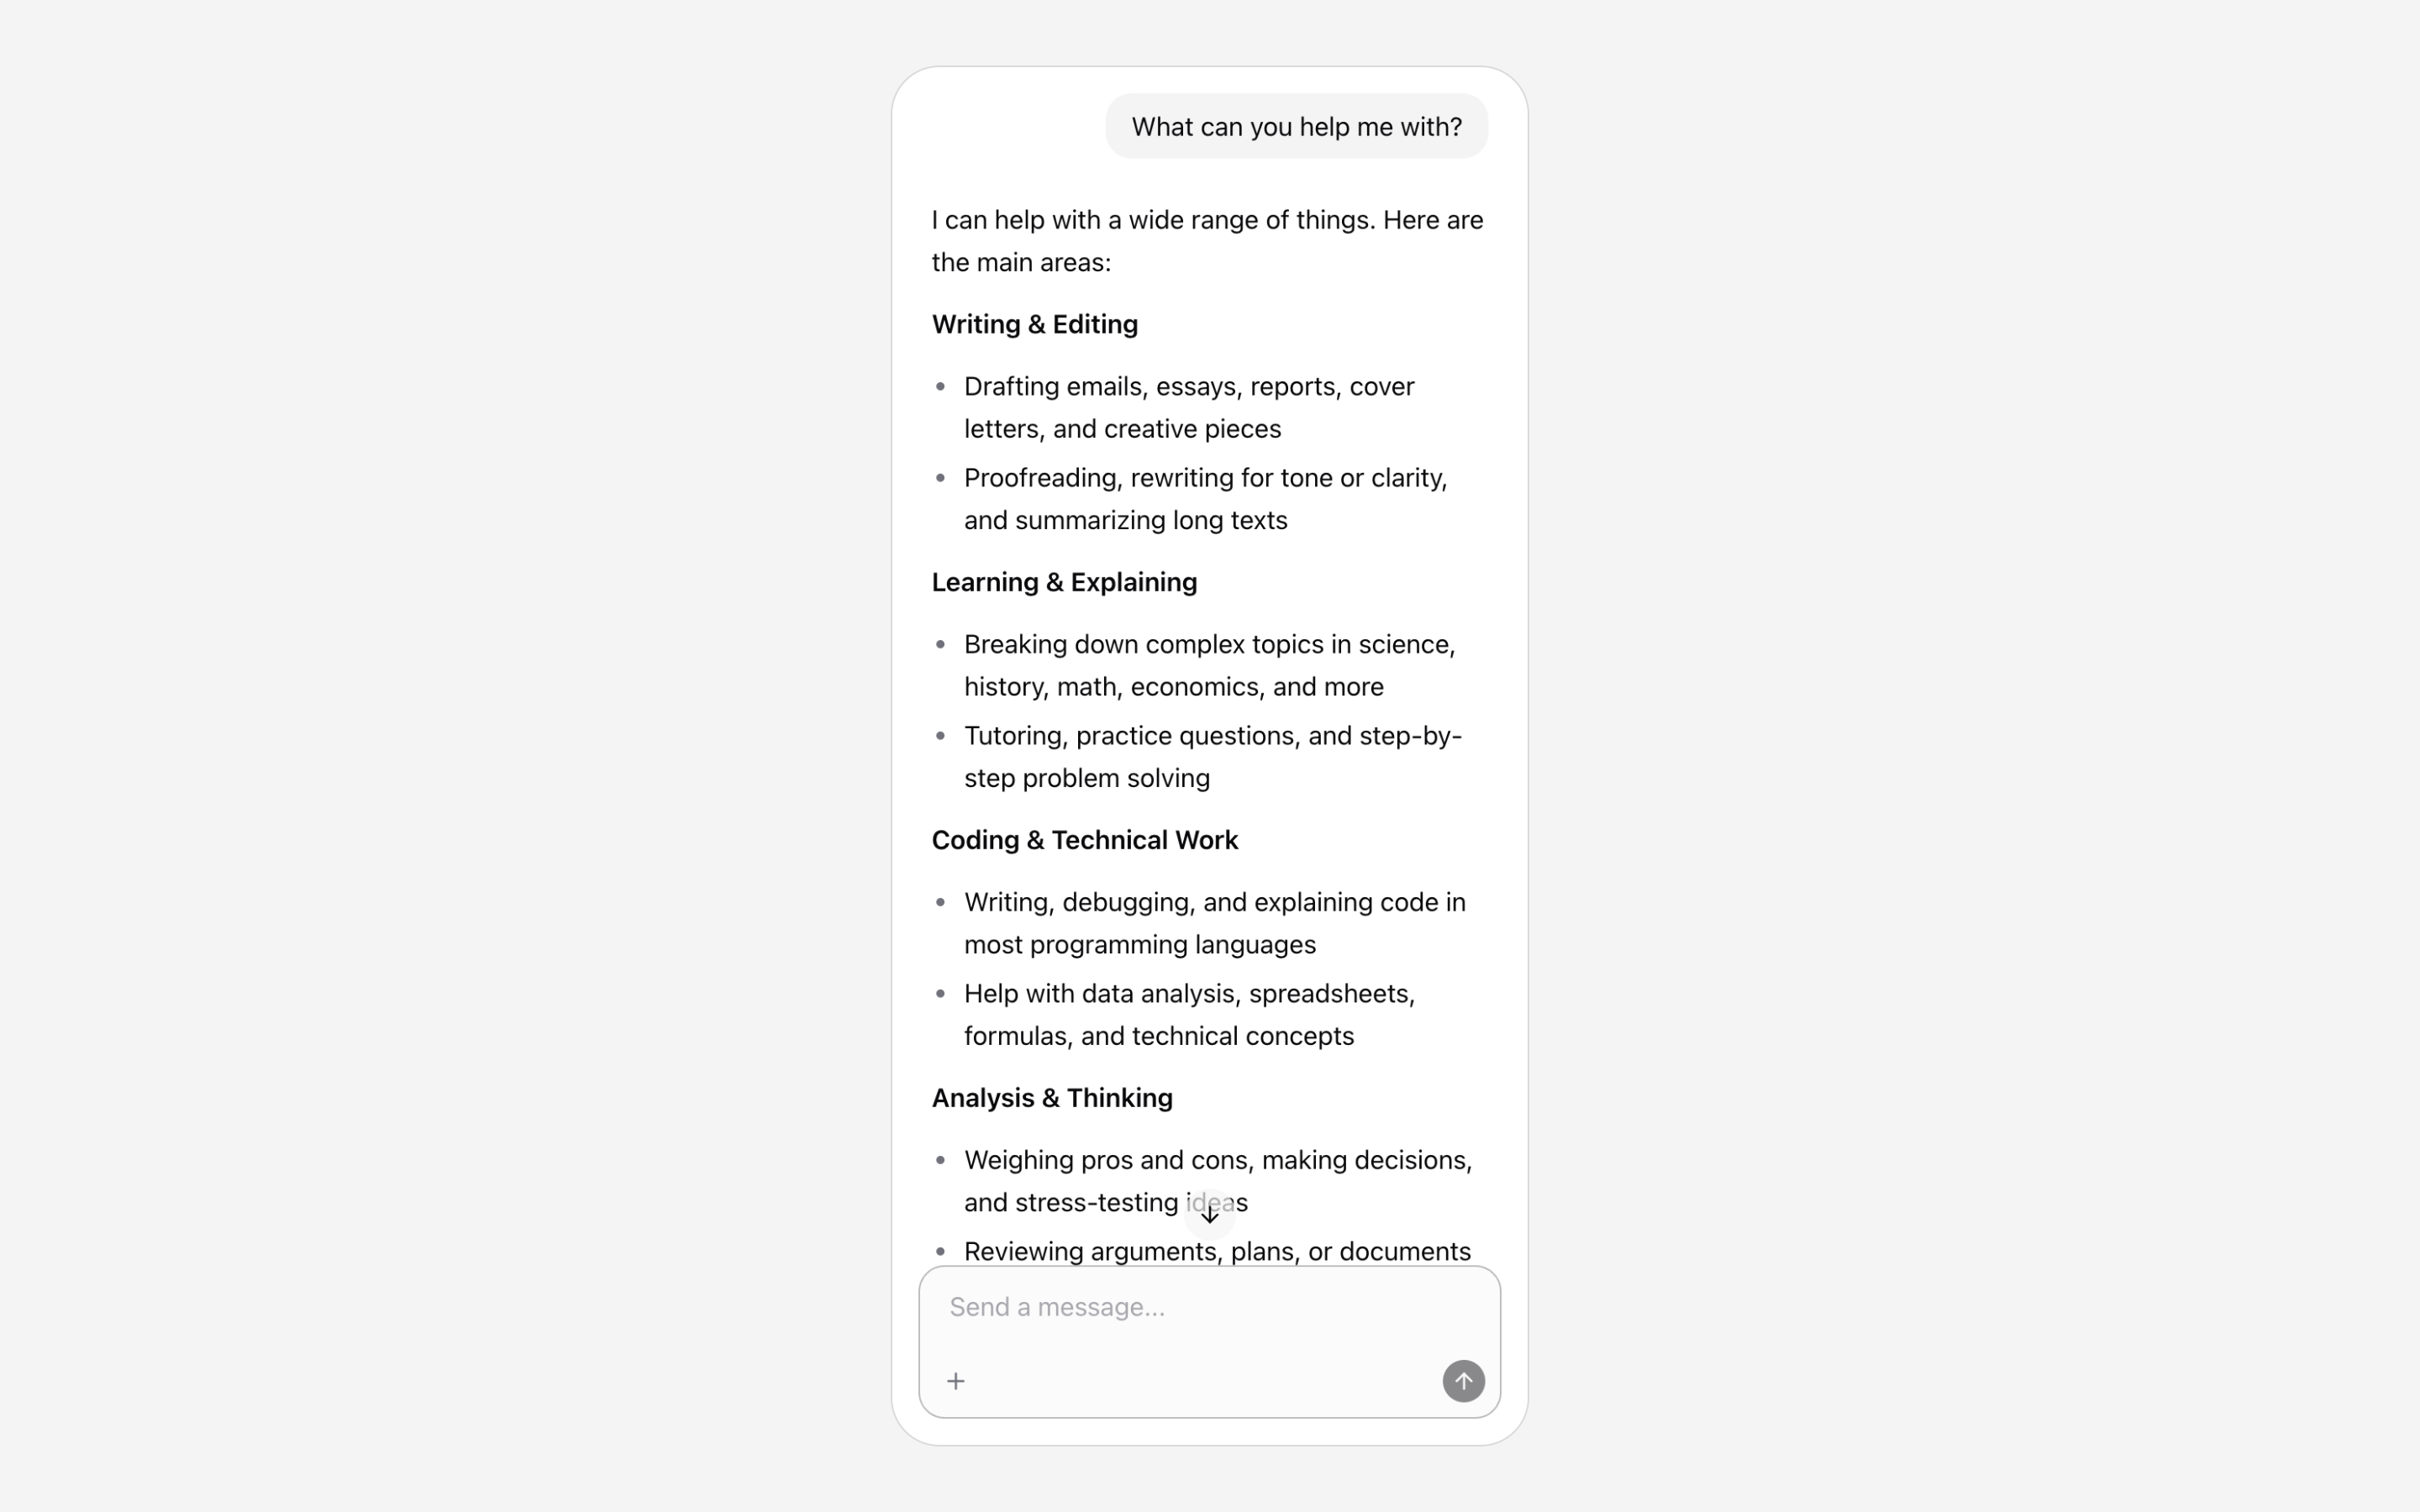 What can you help me with?
I can help with a wide range of things. Here are
the main areas:
Writing & Editing
Drafting emails, essays, reports, cover
letters, and creative pieces
Proofreading, rewriting for tone or clarity,
and summarizing long texts
Learning & Explaining
Breaking down complex topics in science,
history, math, economics, and more
Tutoring, practice questions, and step-by-
step problem solving
Coding & Technical Work
Writing, debugging, and explaining code in
most programming languages
Help with data analysis, spreadsheets,
formulas, and technical concepts
Analysis & Thinking
Weighing pros and cons, making decisions,
and stress-testing ideas
Reviewing arguments, plans, or documents
Send a message...